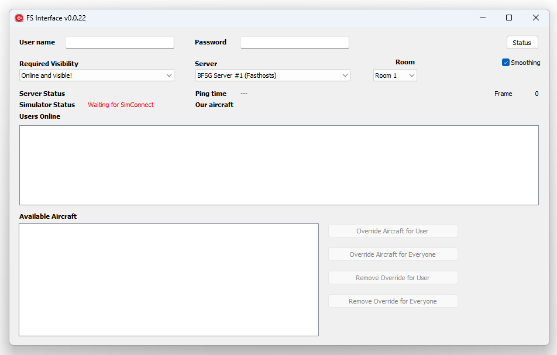 FS Interface v0.0.22
User name
Password
Status
Required Visibility
Server
Room
Online and visible!
BFSG Server #1 (Fasthosts)
Room 1
Smoothing
Server Status
Ping time ---
Frame 0
Simulator Status Waiting for SimConnect
Our aircraft
Users Online
Available Aircraft
Override Aircraft for User
Override Aircraft for Everyone
Remove Override for User
Remove Override for Everyone